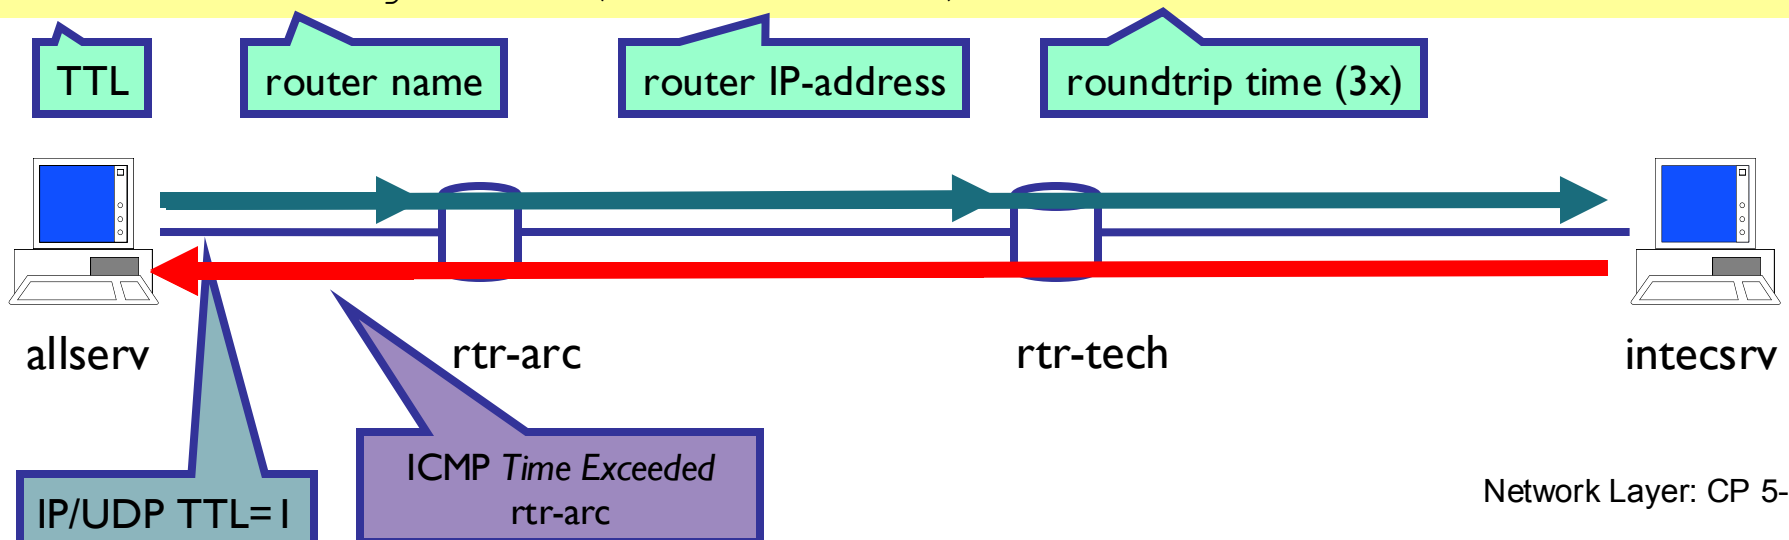 TTL
router name
router IP-address
roundtrip time (3x)
allserv
rtr-arc
rtr-tech
intecsrv
IP/UDP TTL=1
ICMP Time Exceeded
rtr-arc
Network Layer: CP 5-